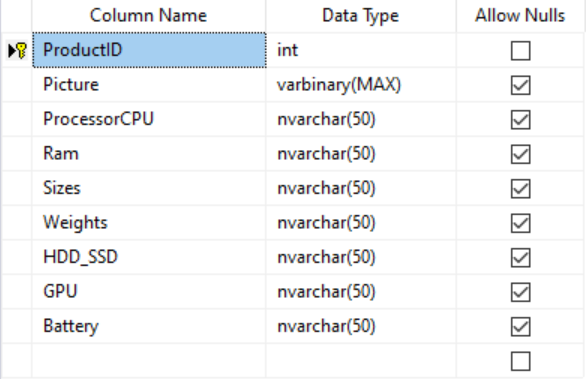 Column Name Data Type Allow Nulls
ProductID int
Picture varbinary(MAX)
ProcessorCPU nvarchar(50)
Ram nvarchar(50)
Sizes nvarchar(50)
Weights nvarchar(50)
HDD_SSD nvarchar(50)
GPU nvarchar(50)
Battery nvarchar(50)